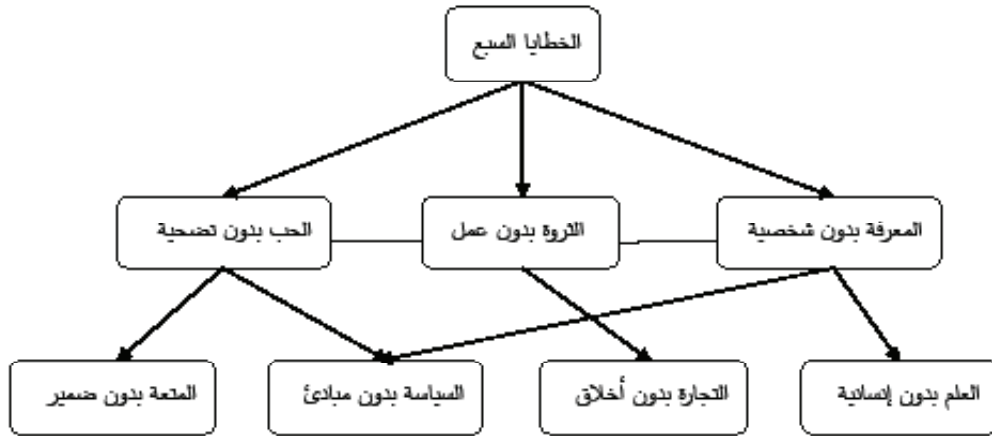 الخطايا السبع
المعرفة بدون شخصية
الثروة بدون عمل
الحب بدون تضحية
العلم بدون إنسانية
التجارة بدون أخلاق
السياسة بدون مبادئ
المتعة بدون ضمير